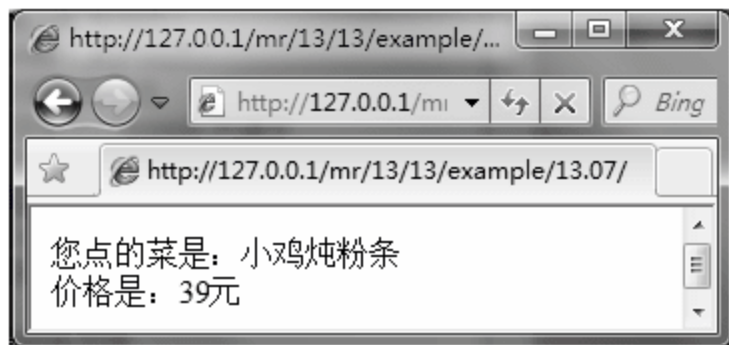 http://127.0.0.1/mr/13/13/example/...
http://127.0.0.1/m
Bing
http://127.0.0.1/mr/13/13/example/13.07/
您点的菜是：小鸡炖粉条
价格是：39元